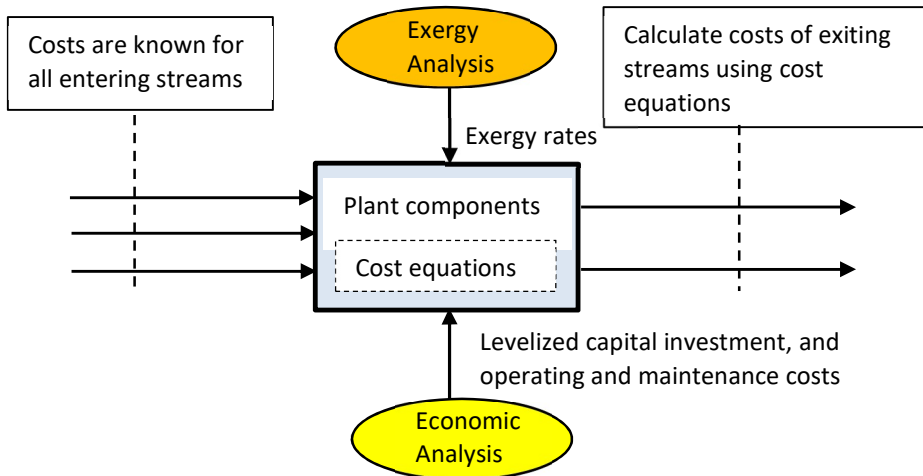 Costs are known for
all entering streams
Exergy
Analysis
Calculate costs of exiting
streams using cost
equations
Exergy rates
Plant components
Cost equations
Levelized capital investment, and
operating and maintenance costs
Economic
Analysis